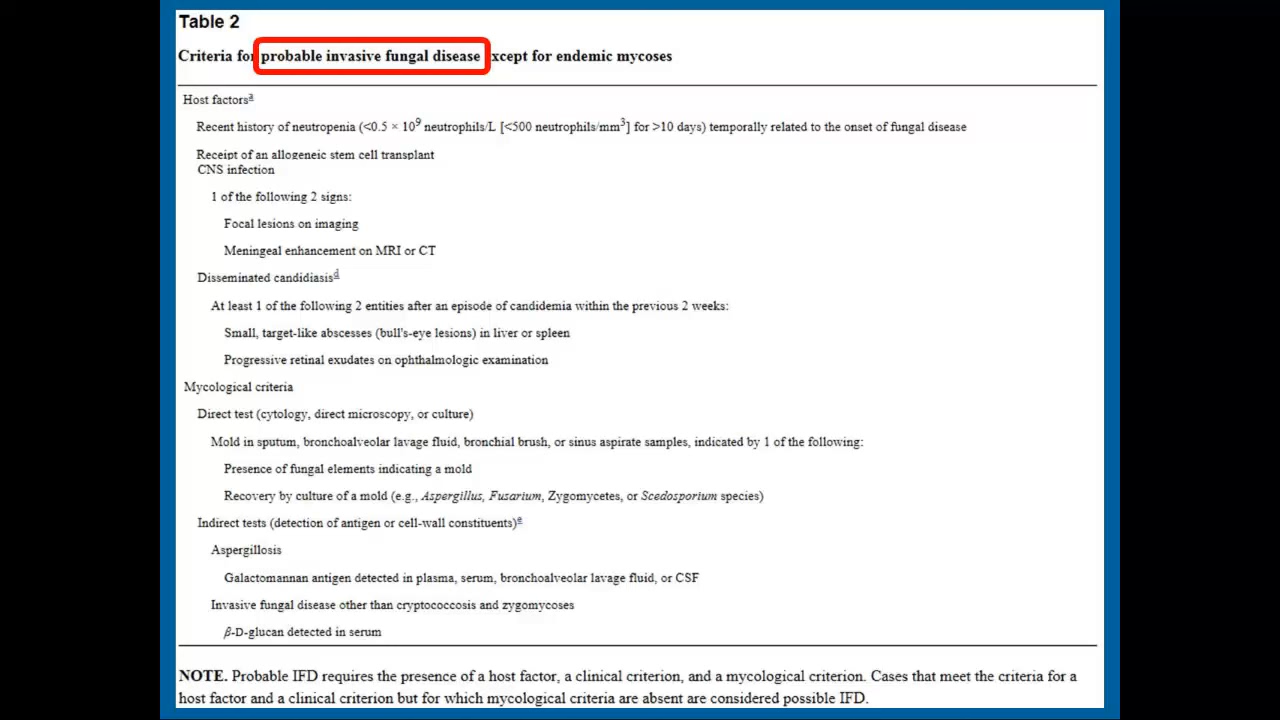 Table 2
Criteria for probable invasive fungal disease xcept for endemic mycoses
Host factorsa
Recent history of neutropenia (<0.5 × 10^9 neutrophils/L [<500 neutrophils/mm^3] for >10 days) temporally related to the onset of fungal disease
Receipt of an allogeneic stem cell transplant
CNS infection
1 of the following 2 signs:
Focal lesions on imaging
Meningeal enhancement on MRI or CT
Disseminated candidiasisd
At least 1 of the following 2 entities after an episode of candidemia within the previous 2 weeks:
Small, target-like abscesses (bull's-eye lesions) in liver or spleen
Progressive retinal exudates on ophthalmologic examination
Mycological criteria
Direct test (cytology, direct microscopy, or culture)
Mold in sputum, bronchoalveolar lavage fluid, bronchial brush, or sinus aspirate samples, indicated by 1 of the following:
Presence of fungal elements indicating a mold
Recovery by culture of a mold (e.g., Aspergillus, Fusarium, Zygomycetes, or Scedosporium species)
Indirect tests (detection of antigen or cell-wall constituents)e
Aspergillosis
Galactomannan antigen detected in plasma, serum, bronchoalveolar lavage fluid, or CSF
Invasive fungal disease other than cryptococcosis and zygomycoses
β-D-glucan detected in serum
NOTE. Probable IFD requires the presence of a host factor, a clinical criterion, and a mycological criterion. Cases that meet the criteria for a
host factor and a clinical criterion but for which mycological criteria are absent are considered possible IFD.